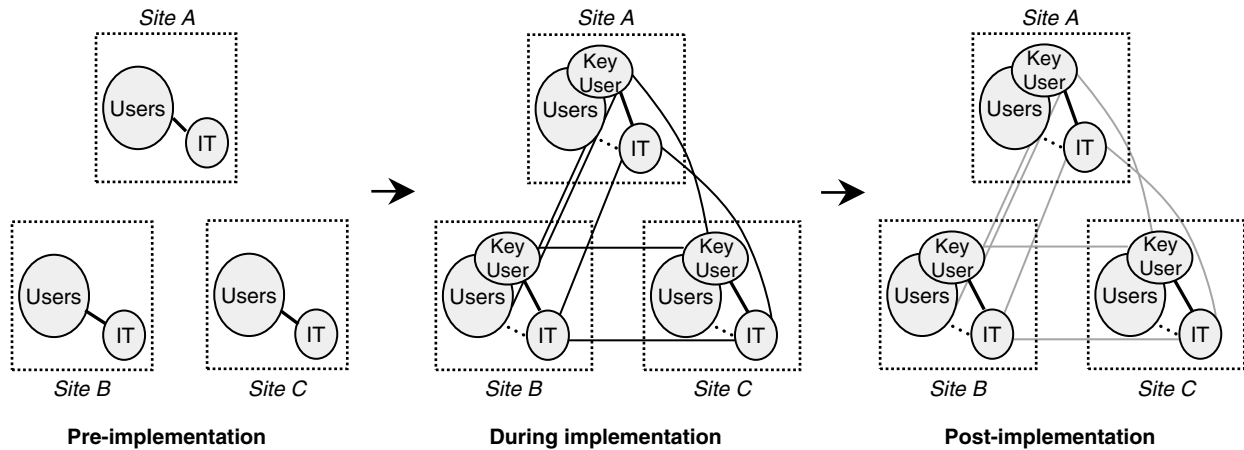 Site A
Users
IT
Users
IT
Site B
Users
IT
Site C
Pre-implementation
Site A
Key
User
Users
IT
Key
User
Users
IT
Site B
Key
User
Users
IT
Site C
During implementation
Site A
Key
User
Users
IT
Key
User
Users
IT
Site B
Key
User
Users
IT
Site C
Post-implementation